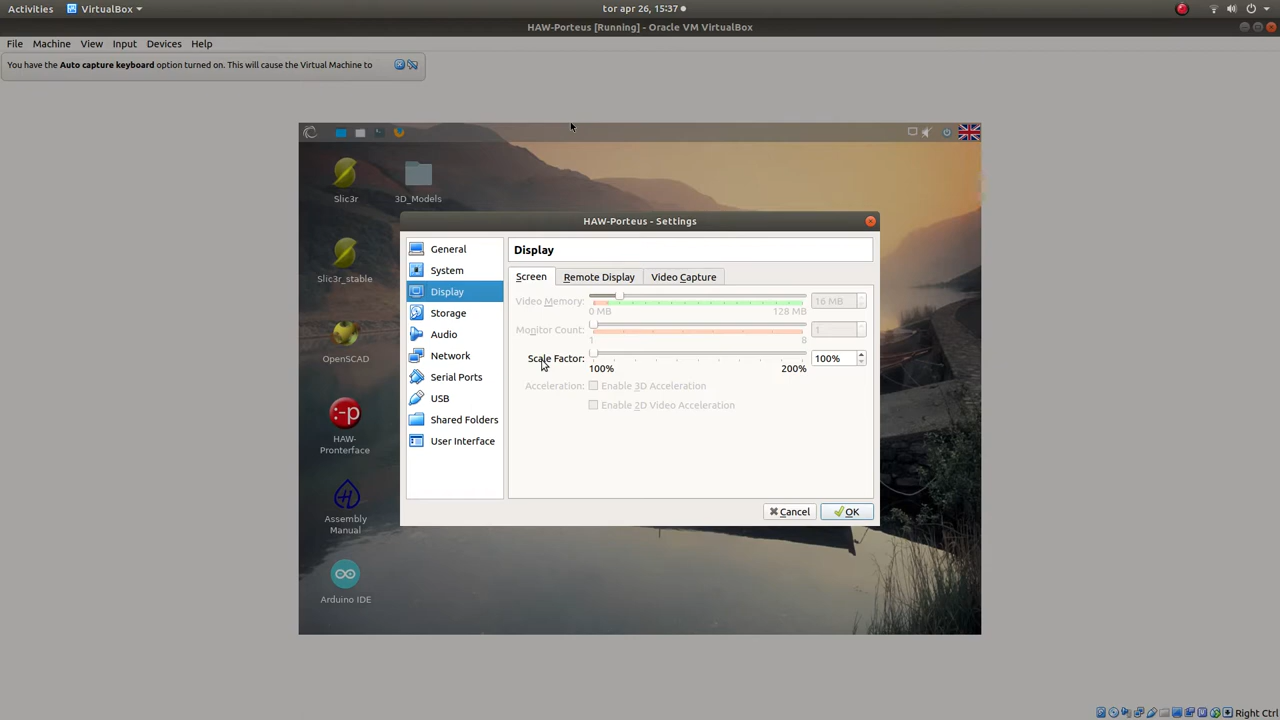 Activities
VirtualBox
tor apr 26, 15:37
HAW-Porteus [Running] - Oracle VM VirtualBox
File Machine View Input Devices Help
You have the Auto capture keyboard option turned on. This will cause the Virtual Machine to
Slic3r
3D_Models
Slic3r_stable
OpenSCAD
HAW-
Pronterface
Assembly
Manual
Arduino IDE
HAW-Porteus - Settings
General
System
Display
Storage
Audio
Network
Serial Ports
USB
Shared Folders
User Interface
Display
Screen Remote Display Video Capture
Video Memory: 16 MB
0 MB 128 MB
Monitor Count: 1
1 8
Scale Factor: 100%
100% 200%
Acceleration: Enable 3D Acceleration
Enable 2D Video Acceleration
Cancel OK
Right Ctrl